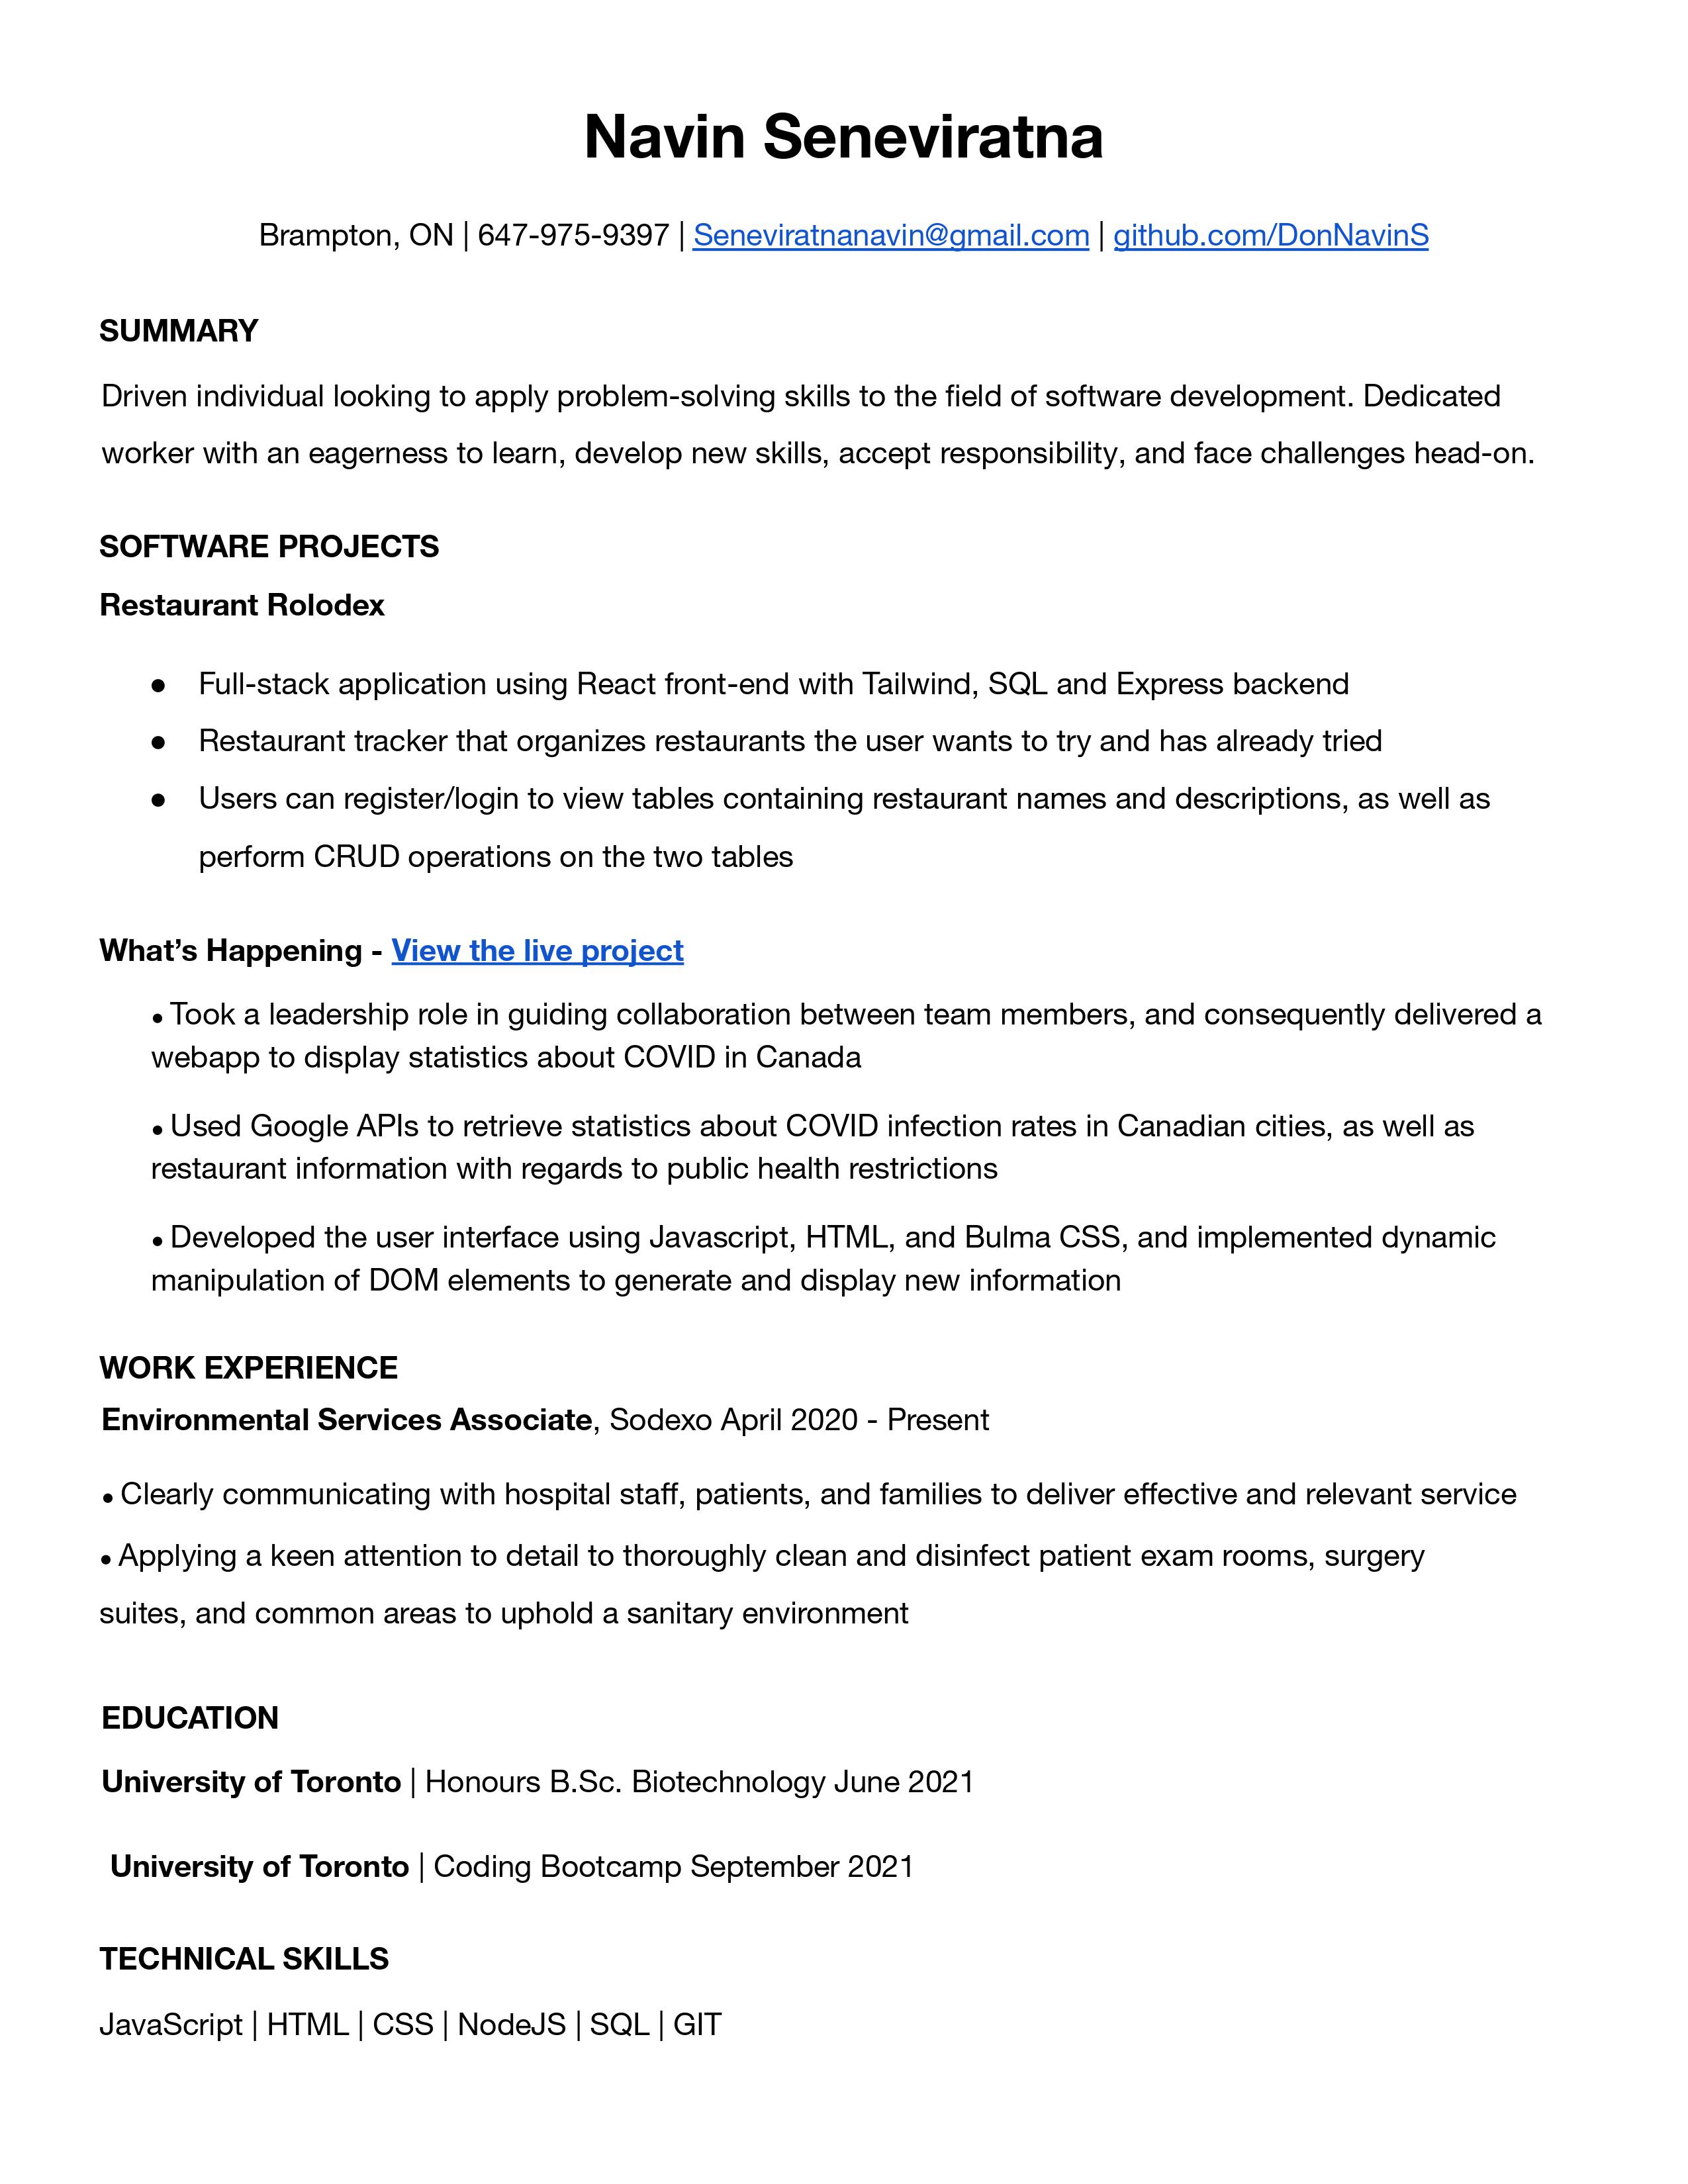 Navin Seneviratna
Brampton, ON | 647-975-9397 | Seneviratnanavin@gmail.com | github.com/DonNavinS
SUMMARY
Driven individual looking to apply problem-solving skills to the field of software development. Dedicated
worker with an eagerness to learn, develop new skills, accept responsibility, and face challenges head-on.
SOFTWARE PROJECTS
Restaurant Rolodex
● Full-stack application using React front-end with Tailwind, SQL and Express backend
● Restaurant tracker that organizes restaurants the user wants to try and has already tried
● Users can register/login to view tables containing restaurant names and descriptions, as well as
perform CRUD operations on the two tables
What’s Happening - View the live project
• Took a leadership role in guiding collaboration between team members, and consequently delivered a
webapp to display statistics about COVID in Canada
• Used Google APIs to retrieve statistics about COVID infection rates in Canadian cities, as well as
restaurant information with regards to public health restrictions
• Developed the user interface using Javascript, HTML, and Bulma CSS, and implemented dynamic
manipulation of DOM elements to generate and display new information
WORK EXPERIENCE
Environmental Services Associate, Sodexo April 2020 - Present
• Clearly communicating with hospital staff, patients, and families to deliver effective and relevant service
• Applying a keen attention to detail to thoroughly clean and disinfect patient exam rooms, surgery
suites, and common areas to uphold a sanitary environment
EDUCATION
University of Toronto | Honours B.Sc. Biotechnology June 2021
University of Toronto | Coding Bootcamp September 2021
TECHNICAL SKILLS
JavaScript | HTML | CSS | NodeJS | SQL | GIT